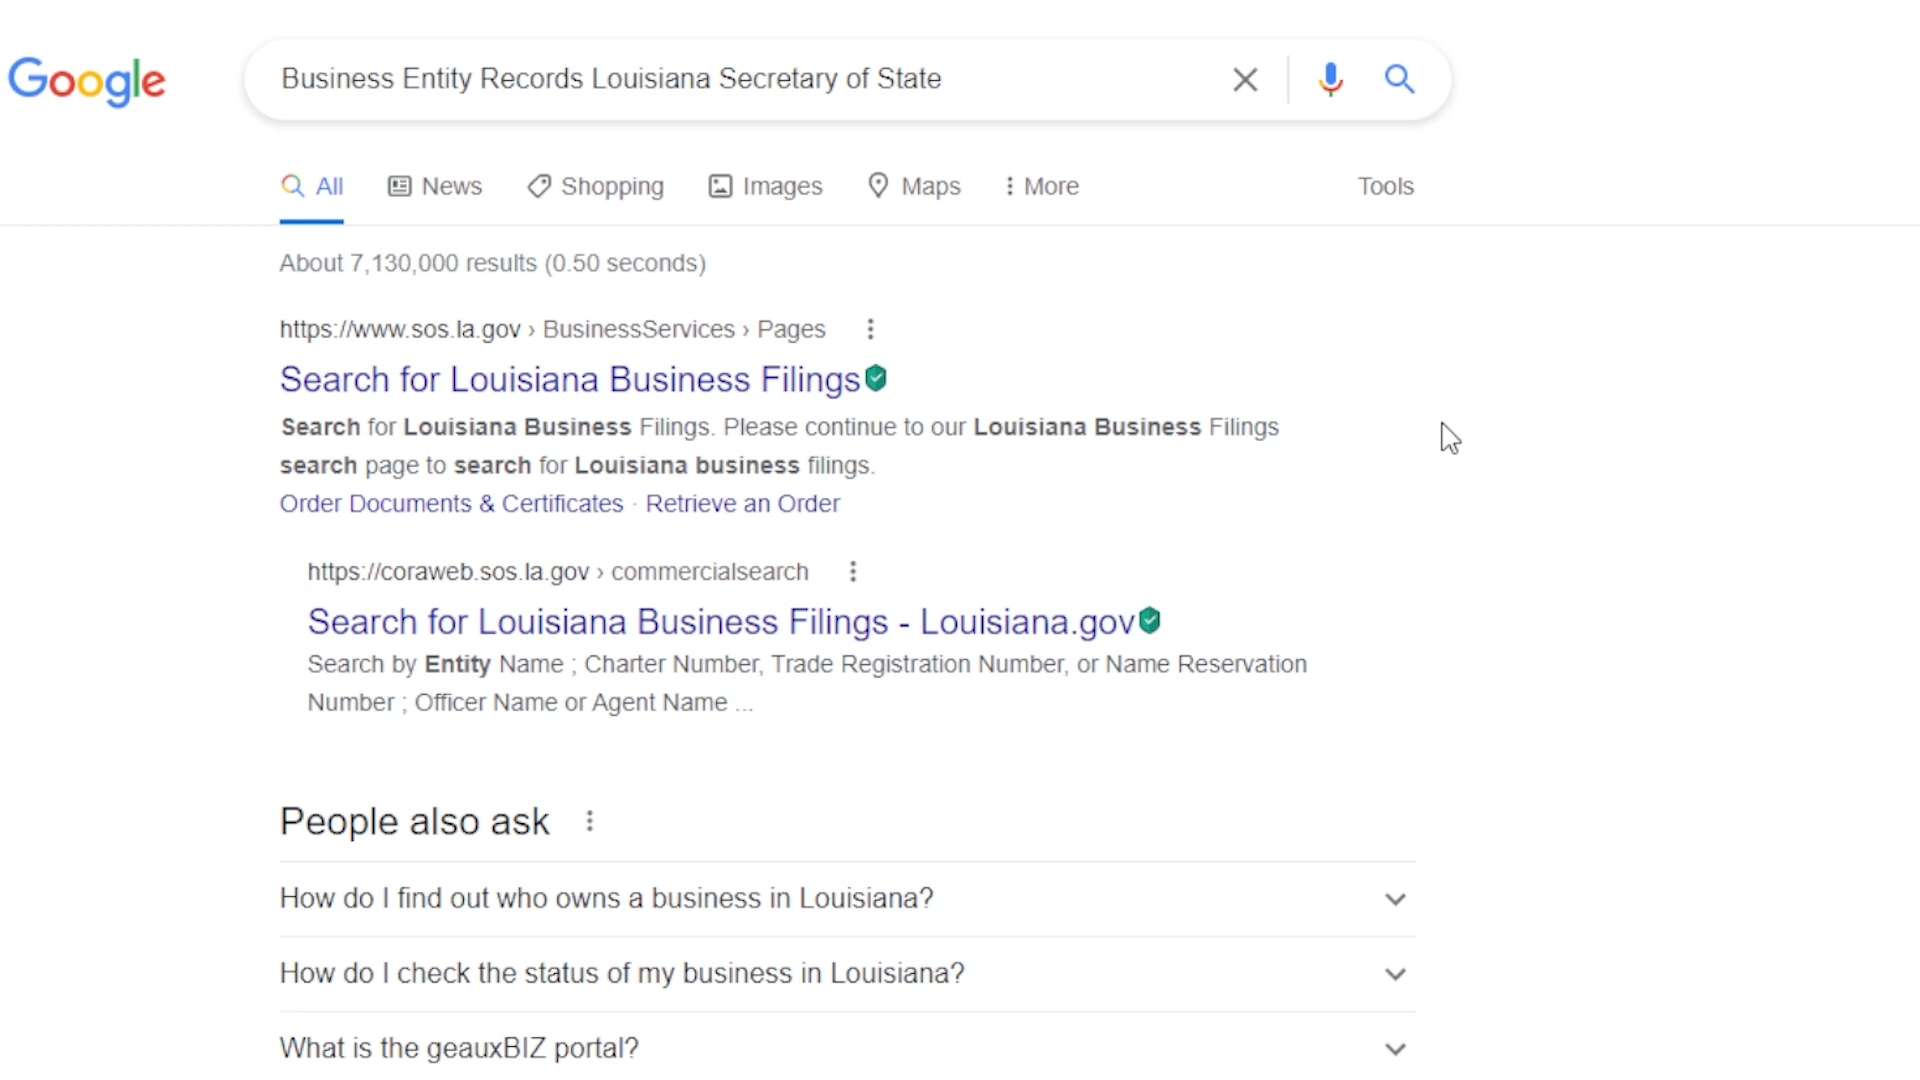 Google
Business Entity Records Louisiana Secretary of State
All News Shopping Images Maps More Tools
About 7,130,000 results (0.50 seconds)
https://www.sos.la.gov › BusinessServices › Pages
Search for Louisiana Business Filings
Search for Louisiana Business Filings. Please continue to our Louisiana Business Filings
search page to search for Louisiana business filings.
Order Documents & Certificates · Retrieve an Order
https://coraweb.sos.la.gov › commercialsearch
Search for Louisiana Business Filings - Louisiana.gov
Search by Entity Name ; Charter Number, Trade Registration Number, or Name Reservation
Number ; Officer Name or Agent Name ...
People also ask
How do I find out who owns a business in Louisiana?
How do I check the status of my business in Louisiana?
What is the geauxBIZ portal?